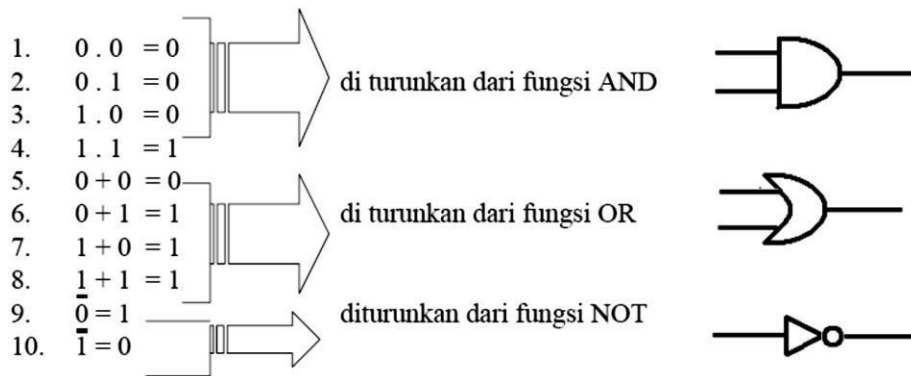 1. 0 . 0 = 0
2. 0 . 1 = 0
di turunkan dari fungsi AND
3. 1 . 0 = 0
4. 1 . 1 = 1
5. 0 + 0 = 0
6. 0 + 1 = 1
di turunkan dari fungsi OR
7. 1 + 0 = 1
8. 1 + 1 = 1
9. 0̅ = 1
diturunkan dari fungsi NOT
10. 1̅ = 0